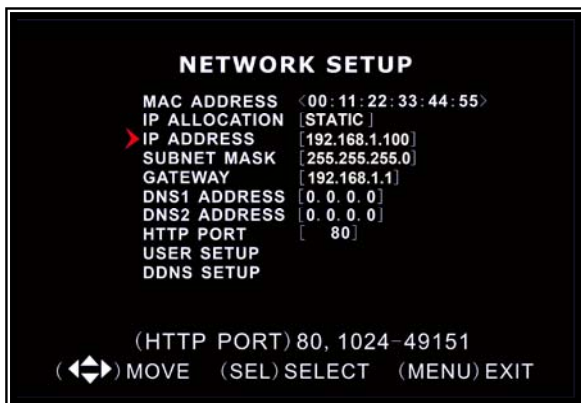 NETWORK SETUP
MAC ADDRESS <00:11:22:33:44:55>
IP ALLOCATION [STATIC ]
IP ADDRESS [192.168.1.100]
SUBNET MASK [255.255.255.0]
GATEWAY [192.168.1.1]
DNS1 ADDRESS [0. 0. 0. 0]
DNS2 ADDRESS [0. 0. 0. 0]
HTTP PORT [ 80]
USER SETUP
DDNS SETUP
(HTTP PORT) 80, 1024-49151
( ) MOVE (SEL) SELECT (MENU) EXIT